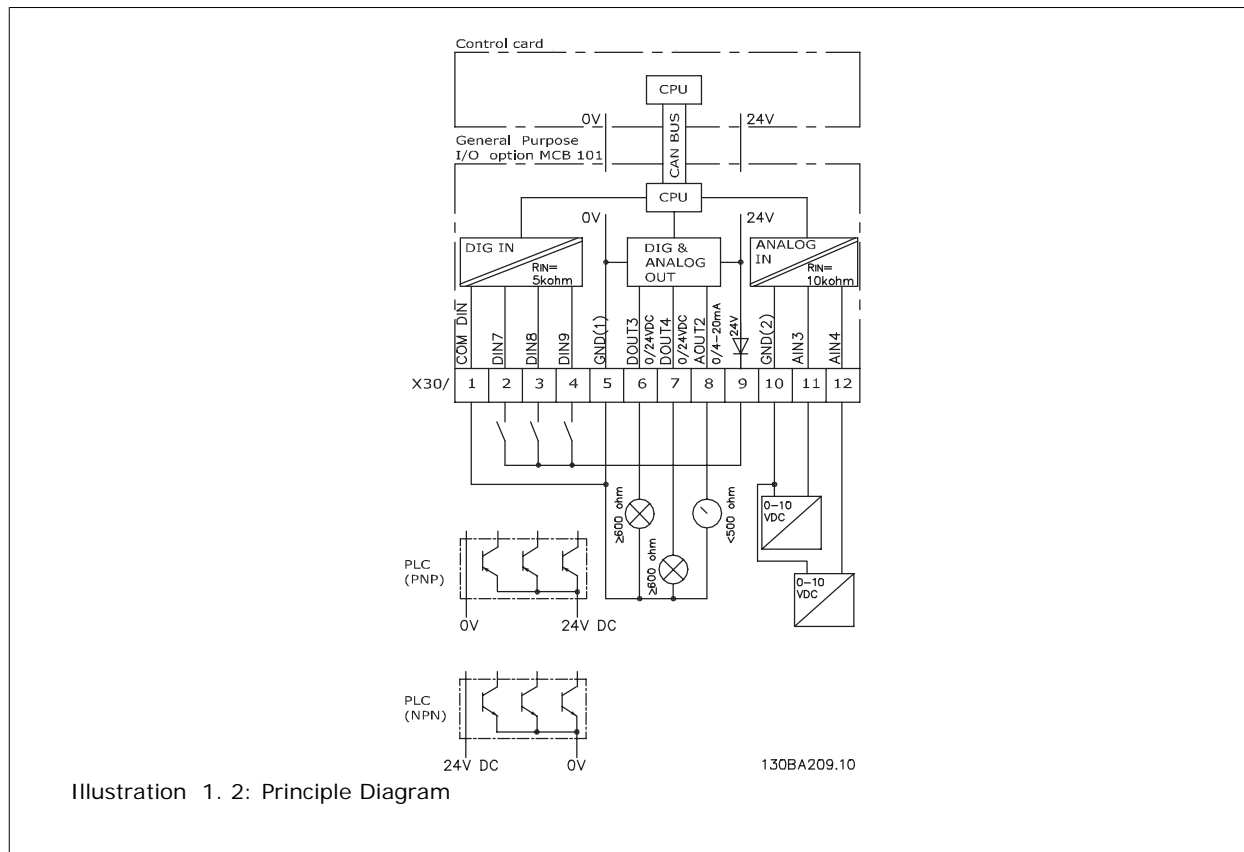 Control card
CPU
0V
24V
CAN BUS
General Purpose
I/O option MCB 101
CPU
0V
24V
DIG IN
RIN=
5kohm
DIG &
ANALOG
OUT
ANALOG
IN
RIN=
10kohm
COM DIN
DIN7
DIN8
DIN9
GND(1)
DOUT3
0/24VDC
DOUT4
0/24VDC
AOUT2
0/4-20mA
24V
GND(2)
AIN3
AIN4
X30/ 1 2 3 4 5 6 7 8 9 10 11 12
≥600 ohm
≥600 ohm
<500 ohm
0-10
VDC
0-10
VDC
PLC
(PNP)
0V 24V DC
PLC
(NPN)
24V DC 0V
130BA209.10
Illustration 1. 2: Principle Diagram